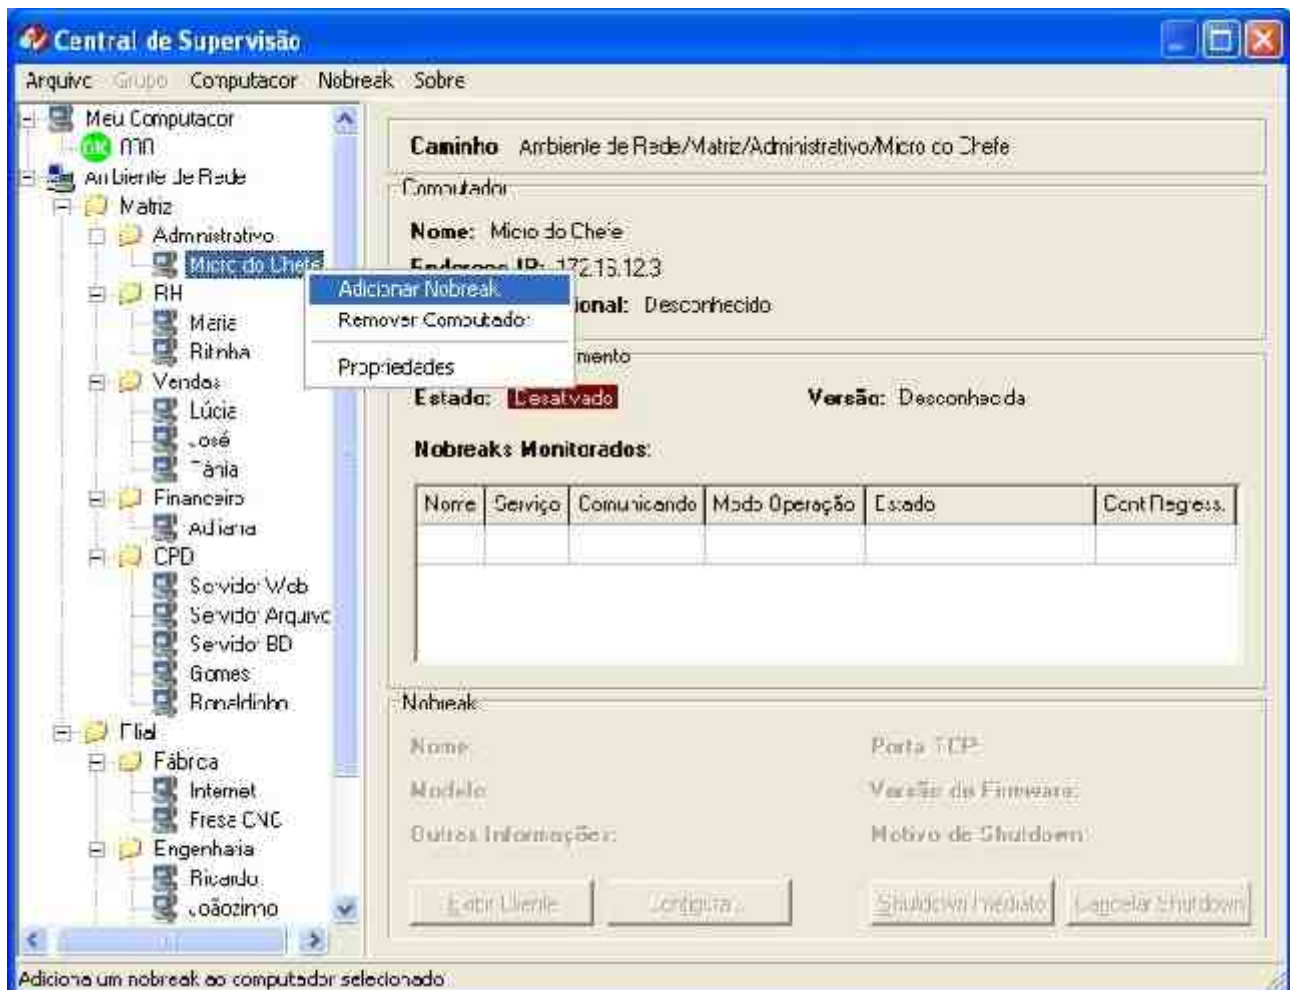 Central de Supervisão
Arquivo Grupo Computador Nobreak Sobre
Meu Computador
OK
Ambiente de Rede
Matriz
Administrativo
Micro do Chefe
RH
Maria
Ritinha
Vendas
Lúcia
José
Tânia
Financeiro
Adriana
CPD
Servidor Web
Servidor Arquivo
Servidor BD
Gomes
Ronaldinho
Filial
Fábrica
Internet
Fresa CNC
Engenharia
Ricardo
Joãozinho
Adicionar Nobreak
Remover Computador
Propriedades
Caminho Ambiente de Rede/Matriz/Administrativo/Micro do Chefe
Computador
Nome: Micro do Chefe
Endereço IP: 172.16.12.3
ional: Desconhecido
mento
Estado: Desativado Versão: Desconhecida
Nobreaks Monitorados:
Nome Serviço Comunicando Modo Operação Estado Cont.Regress.
Nobreak
Nome: Porta TCP:
Modelo: Versão do Firmware:
Outras Informações: Motivo de Shutdown:
Exibir Cliente Configurar... Shutdown Imediato Cancelar Shutdown
Adiciona um nobreak ao computador selecionado